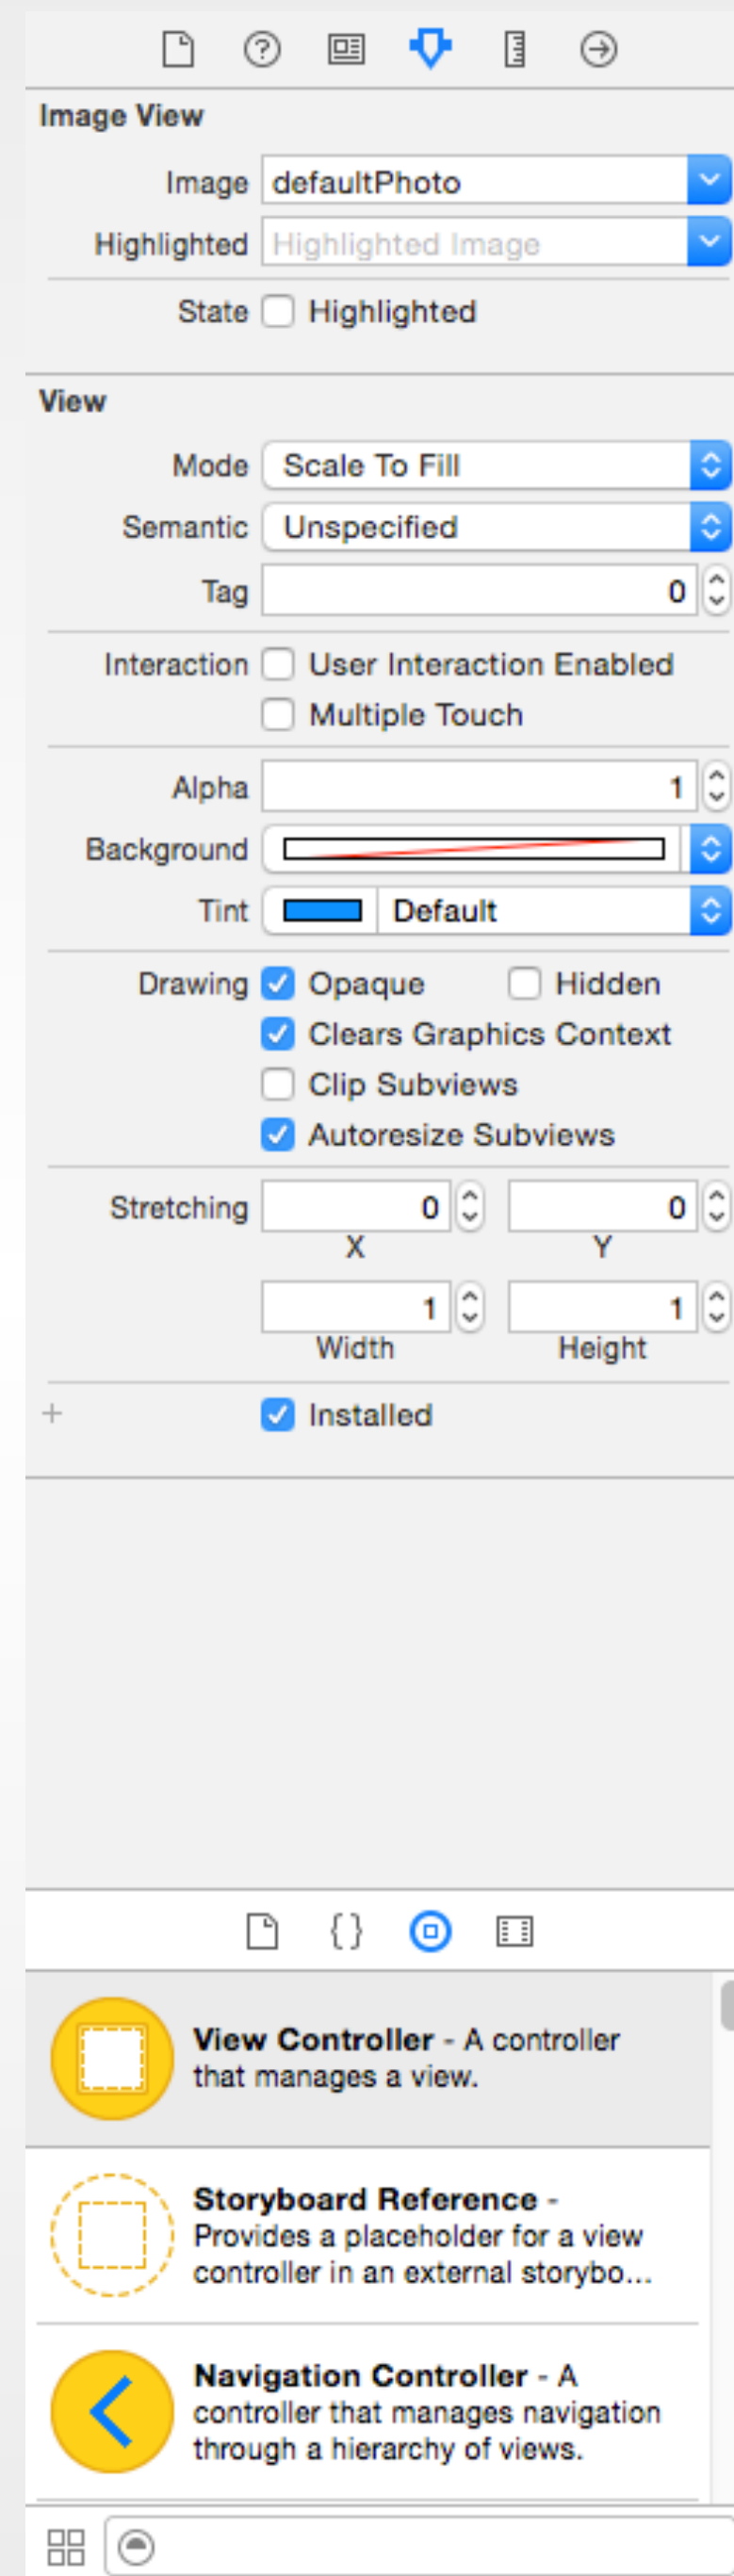 Image View
Image defaultPhoto
Highlighted Highlighted Image
State Highlighted
View
Mode Scale To Fill
Semantic Unspecified
Tag 0
Interaction User Interaction Enabled
Multiple Touch
Alpha 1
Background
Tint Default
Drawing Opaque Hidden
Clears Graphics Context
Clip Subviews
Autoresize Subviews
Stretching 0 0
X Y
1 1
Width Height
+ Installed
{}
View Controller - A controller
that manages a view.
Storyboard Reference -
Provides a placeholder for a view
controller in an external storybo...
Navigation Controller - A
controller that manages navigation
through a hierarchy of views.